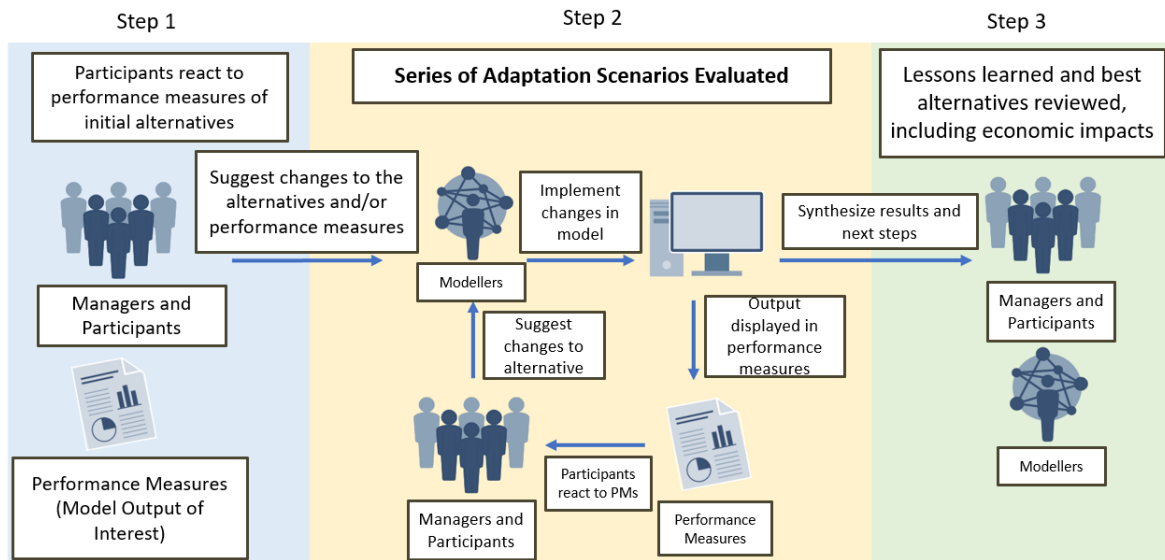 Step 1
Step 2
Step 3
Participants react to
performance measures of
initial alternatives
Series of Adaptation Scenarios Evaluated
Lessons learned and best
alternatives reviewed,
including economic impacts
Suggest changes to the
alternatives and/or
performance measures
Implement
changes in
model
Synthesize results and
next steps
Modellers
Managers and
Participants
Suggest
changes to
alternative
Output
displayed in
performance
measures
Managers and
Participants
Performance Measures
(Model Output of
Interest)
Participants
react to PMs
Managers and
Participants
Performance
Measures
Modellers